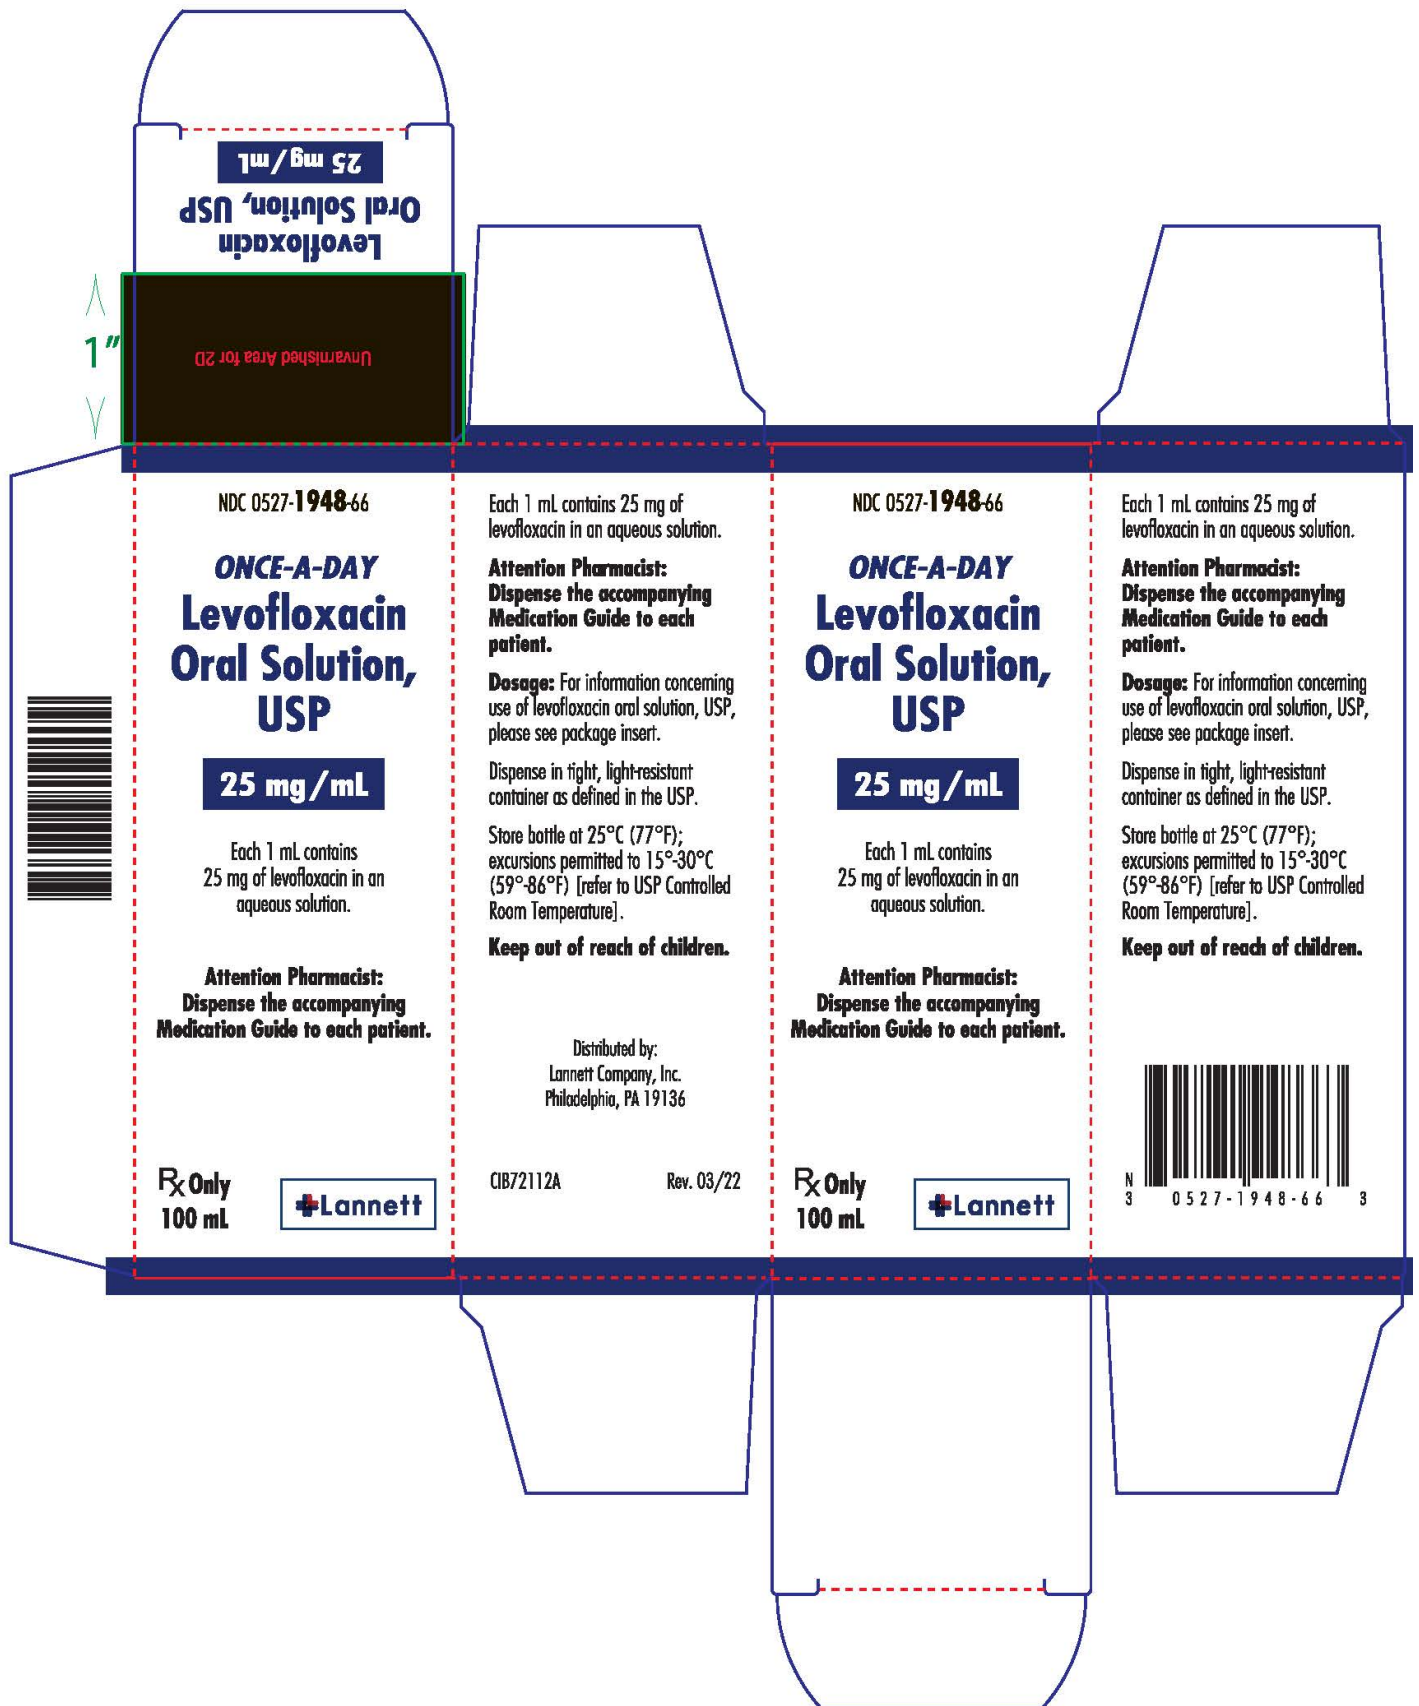 25 mg/mL
Levofloxacin
Oral Solution, USP
1"
Unvarnished Area for 2D
NDC 0527-1948-66
ONCE-A-DAY
Levofloxacin
Oral Solution,
USP
25 mg/mL
Each 1 mL contains
25 mg of levofloxacin in an
aqueous solution.
Attention Pharmacist:
Dispense the accompanying
Medication Guide to each patient.
Rx Only
100 mL
Lannett
Each 1 mL contains 25 mg of
levofloxacin in an aqueous solution.
Attention Pharmacist:
Dispense the accompanying
Medication Guide to each
patient.
Dosage: For information concerning
use of levofloxacin oral solution, USP,
please see package insert.
Dispense in tight, light-resistant
container as defined in the USP.
Store bottle at 25°C (77°F);
excursions permitted to 15°-30°C
(59°-86°F) [refer to USP Controlled
Room Temperature].
Keep out of reach of children.
Distributed by:
Lannett Company, Inc.
Philadelphia, PA 19136
CIB72112A Rev. 03/22
NDC 0527-1948-66
ONCE-A-DAY
Levofloxacin
Oral Solution,
USP
25 mg/mL
Each 1 mL contains
25 mg of levofloxacin in an
aqueous solution.
Attention Pharmacist:
Dispense the accompanying
Medication Guide to each patient.
Rx Only
100 mL
Lannett
Each 1 mL contains 25 mg of
levofloxacin in an aqueous solution.
Attention Pharmacist:
Dispense the accompanying
Medication Guide to each
patient.
Dosage: For information concerning
use of levofloxacin oral solution, USP,
please see package insert.
Dispense in tight, light-resistant
container as defined in the USP.
Store bottle at 25°C (77°F);
excursions permitted to 15°-30°C
(59°-86°F) [refer to USP Controlled
Room Temperature].
Keep out of reach of children.
N
3 0527-1948-66 3